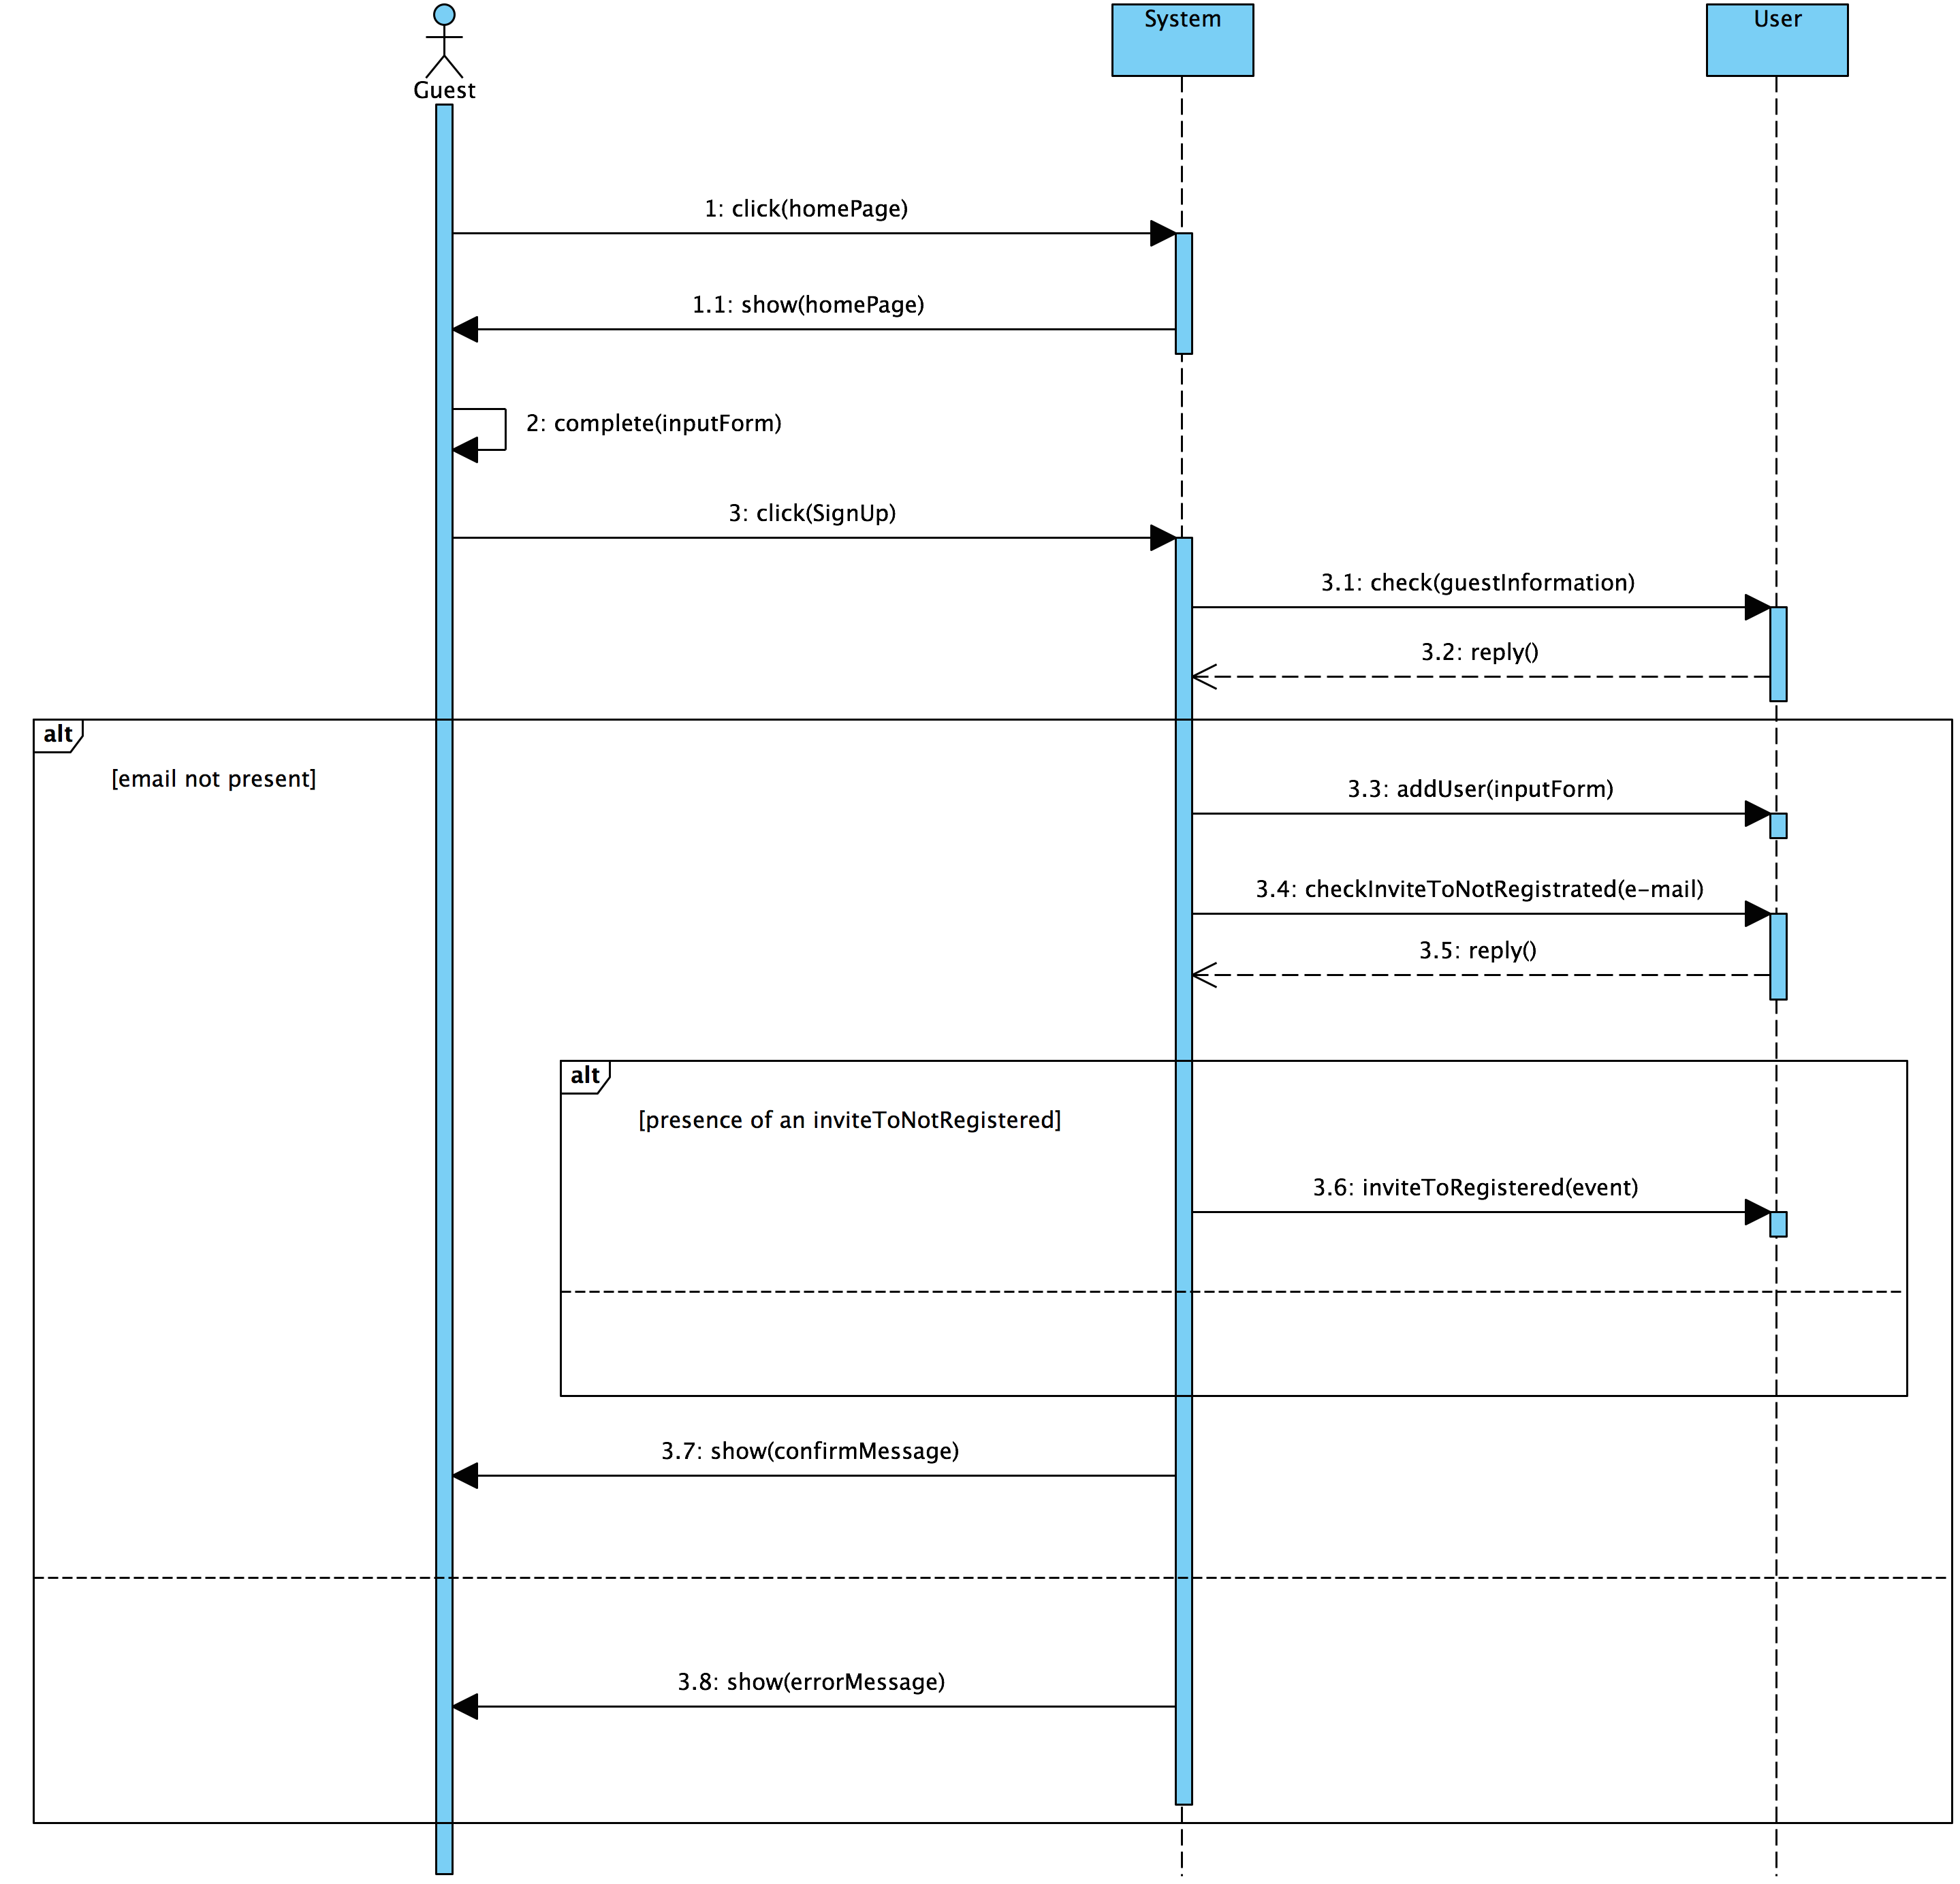 Guest
System
User
1: click(homePage)
1.1: show(homePage)
2: complete(inputForm)
3: click(SignUp)
3.1: check(guestInformation)
3.2: reply()
alt
[email not present]
3.3: addUser(inputForm)
3.4: checkInviteToNotRegistrated(e-mail)
3.5: reply()
alt
[presence of an inviteToNotRegistered]
3.6: inviteToRegistered(event)
3.7: show(confirmMessage)
3.8: show(errorMessage)